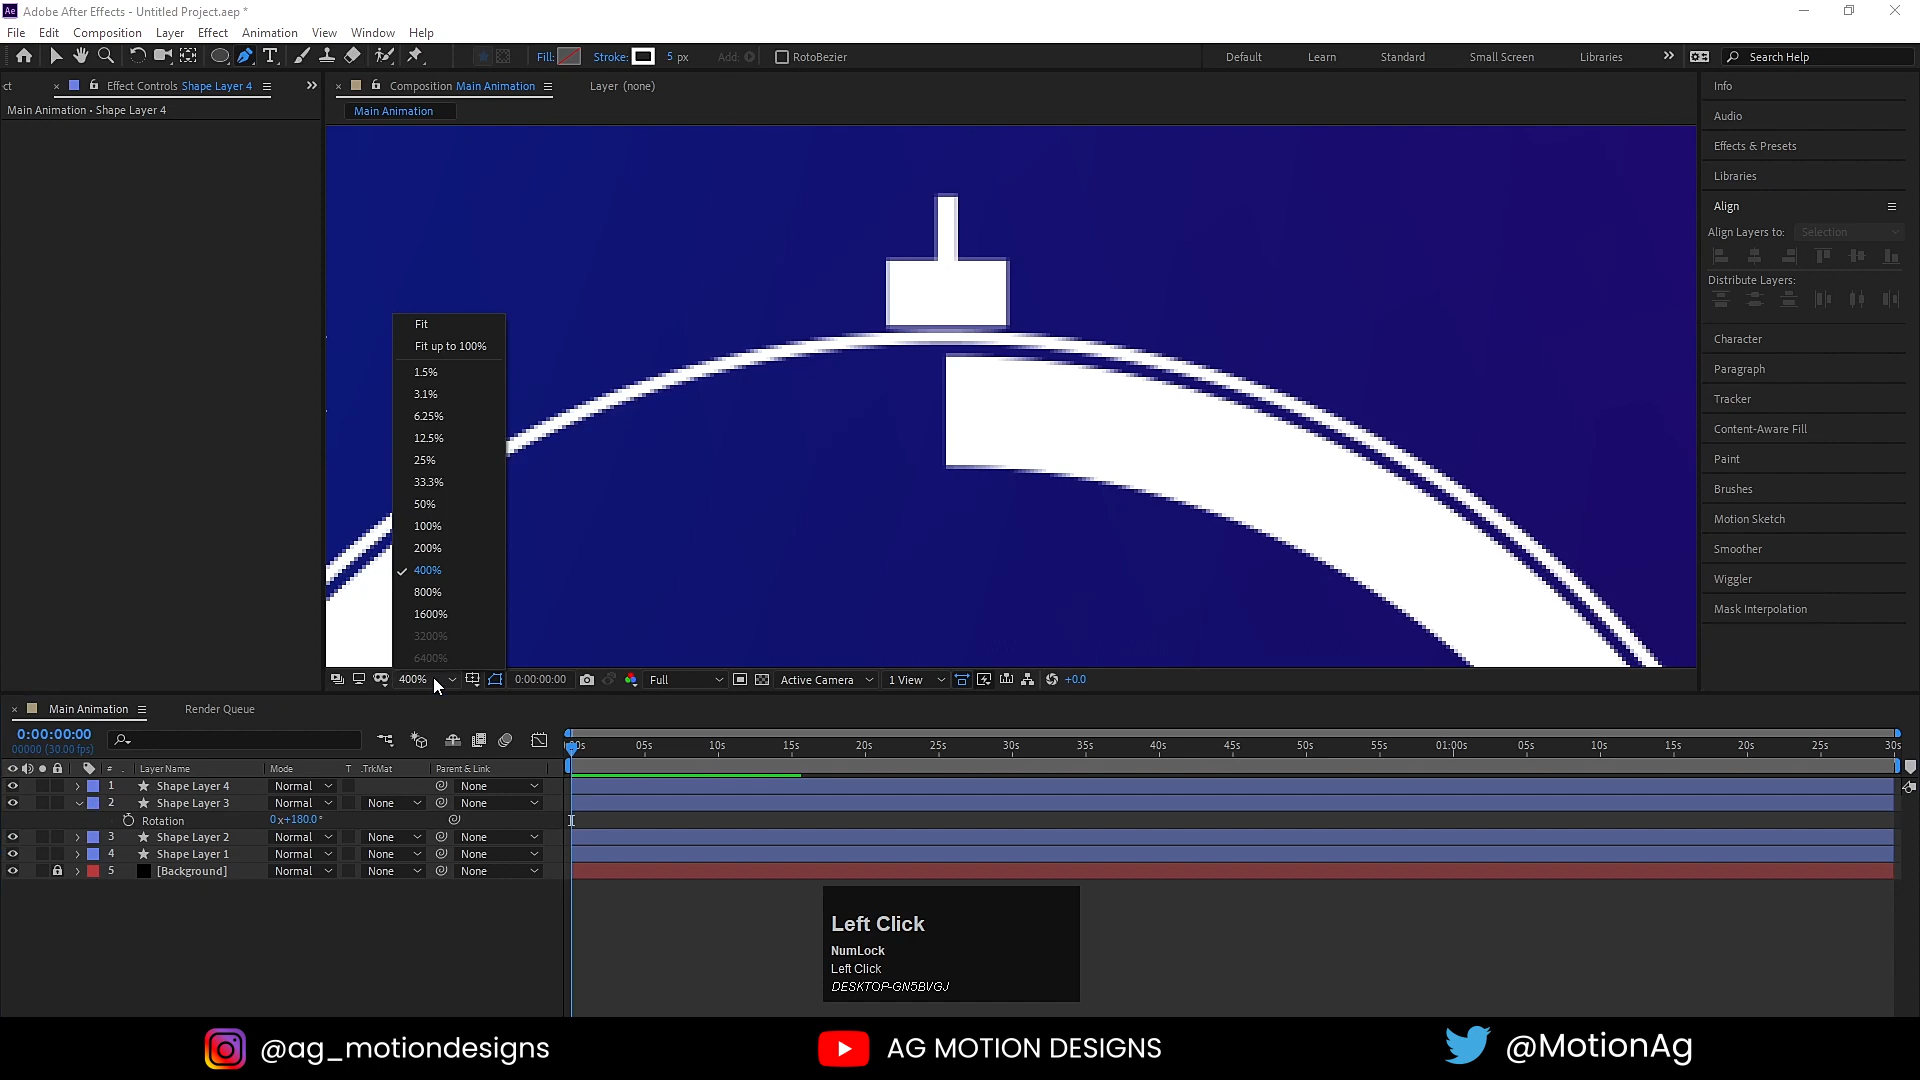 Adobe After Effects - Untitled Project.aep *
File Edit Composition Layer Effect Animation View Window Help
Fill: Stroke: 5 px Add: RotoBezier Default Learn Standard Small Screen Libraries Search Help
ct Effect Controls Shape Layer 4 Composition Main Animation Layer (none)
Main Animation • Shape Layer 4
Main Animation
Info
Audio
Effects & Presets
Libraries
Align
Align Layers to: Selection
Distribute Layers:
Character
Paragraph
Tracker
Content-Aware Fill
Paint
Brushes
Motion Sketch
Smoother
Wiggler
Mask Interpolation
Fit
Fit up to 100%
1.5%
3.1%
6.25%
12.5%
25%
33.3%
50%
100%
200%
400%
800%
1600%
3200%
6400%
400% 0:00:00:00 Full Active Camera 1 View +0.0
Main Animation Render Queue
0:00:00:00
00000 (30.00 fps)
00s 05s 10s 15s 20s 25s 30s 35s 40s 45s 50s 55s 01:00s 05s 10s 15s 20s 25s 30s
# Layer Name Mode T .TrkMat Parent & Link
1 Shape Layer 4 Normal None
2 Shape Layer 3 Normal None None
Rotation 0x+180.0°
3 Shape Layer 2 Normal None None
4 Shape Layer 1 Normal None None
5 [Background] Normal None None
Left Click
NumLock
Left Click
DESKTOP-GN5BVGJ
@ag_motiondesigns AG MOTION DESIGNS @MotionAg